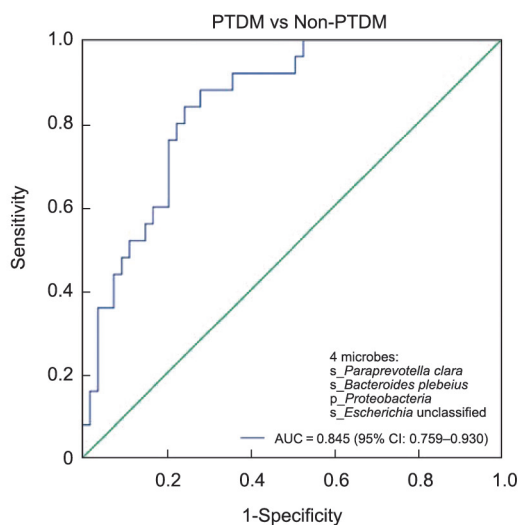 PTDM vs Non-PTDM
1.0
0.8
0.6
0.4
0.2
0
Sensitivity
4 microbes:
s_Paraprevotella clara
s_Bacteroides plebeius
p_Proteobacteria
s_Escherichia unclassified
AUC = 0.845 (95% CI: 0.759–0.930)
0.2 0.4 0.6 0.8 1.0
1-Specificity